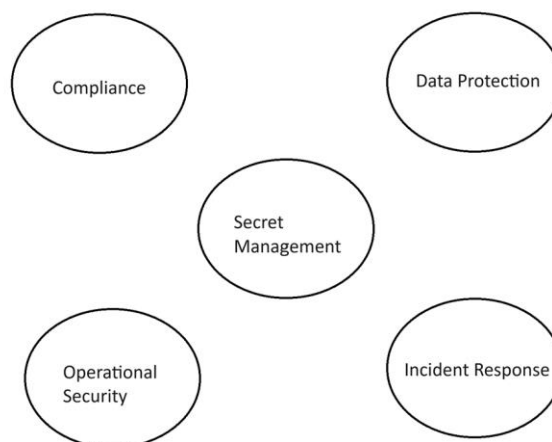 Compliance
Data Protection
Secret
Management
Operational
Security
Incident Response